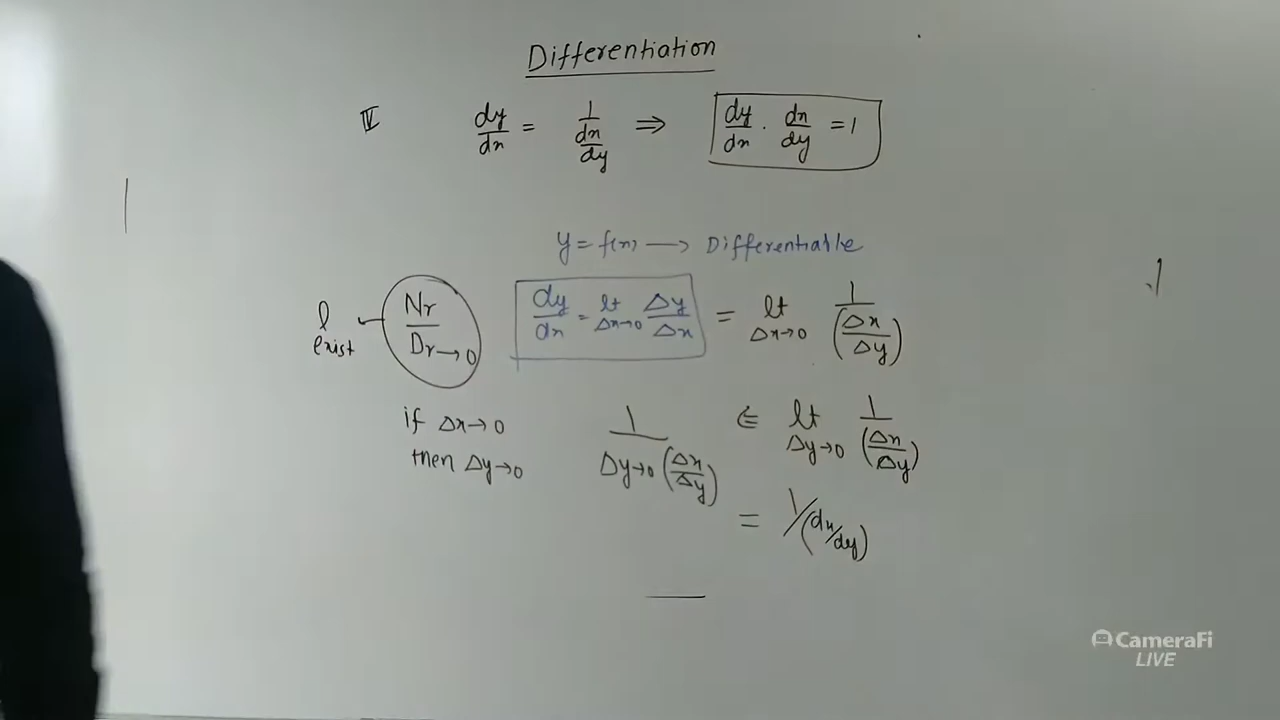 Differentiation
IV dy/dx = 1/(dx/dy) ⇒ dy/dx . dx/dy = 1
y = f(x) → Differentiable
l exist ← Nr/Dr→0 dy/dx = lt Δx→0 Δy/Δx = lt Δx→0 1/(Δx/Δy)
if Δx→0
then Δy→0
1/Δy→0 (Δx/Δy) ⋲ lt Δy→0 1/(Δx/Δy)
= 1/(dx/dy)
CameraFi
LIVE